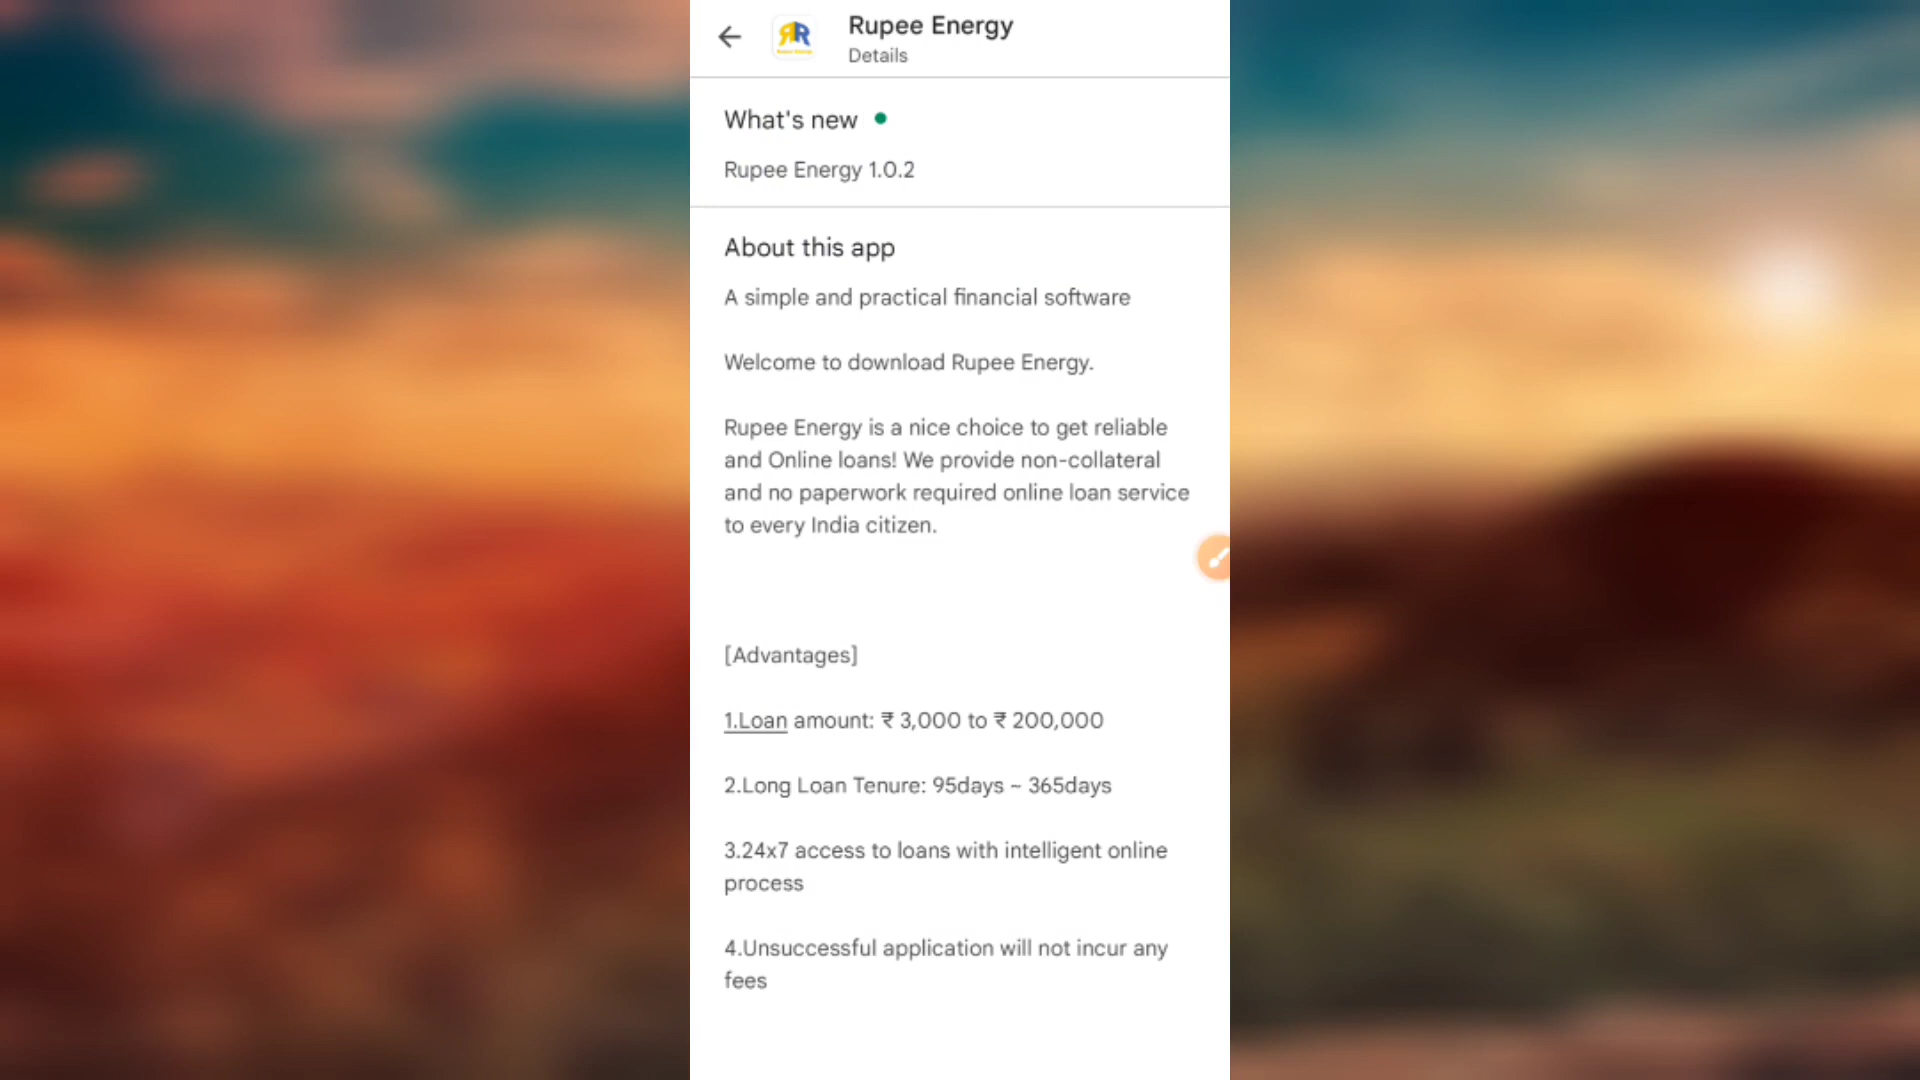 Rupee Energy
Details
What's new
Rupee Energy 1.0.2
About this app
A simple and practical financial software
Welcome to download Rupee Energy.
Rupee Energy is a nice choice to get reliable
and Online loans! We provide non-collateral
and no paperwork required online loan service
to every India citizen.
[Advantages]
1.Loan amount: ₹ 3,000 to ₹ 200,000
2.Long Loan Tenure: 95days ~ 365days
3.24x7 access to loans with intelligent online
process
4.Unsuccessful application will not incur any
fees